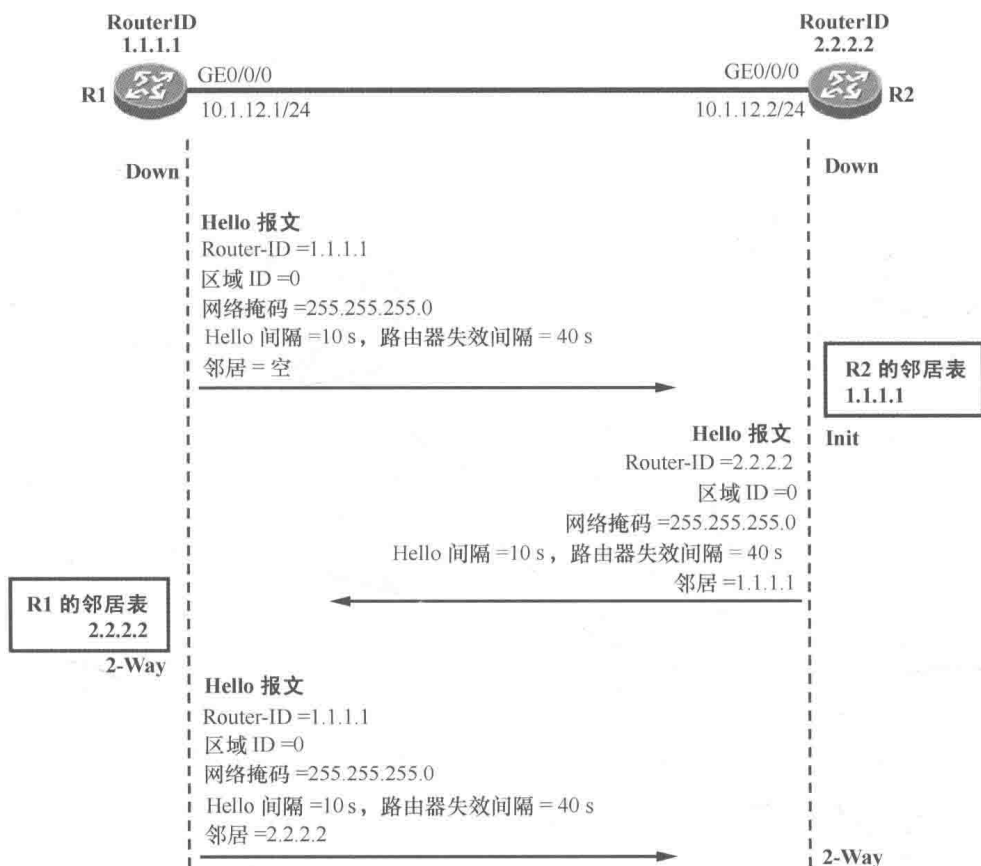 RouterID
1.1.1.1
RouterID
2.2.2.2
R1
GE0/0/0
GE0/0/0
R2
10.1.12.1/24
10.1.12.2/24
Down
Down
Hello 报文
Router-ID =1.1.1.1
区域 ID =0
网络掩码 =255.255.255.0
Hello 间隔 =10 s，路由器失效间隔 = 40 s
邻居 = 空
R2 的邻居表
1.1.1.1
Init
Hello 报文
Router-ID =2.2.2.2
区域 ID =0
网络掩码 =255.255.255.0
Hello 间隔 =10 s，路由器失效间隔 = 40 s
邻居 =1.1.1.1
R1 的邻居表
2.2.2.2
2-Way
Hello 报文
Router-ID =1.1.1.1
区域 ID =0
网络掩码 =255.255.255.0
Hello 间隔 =10 s，路由器失效间隔 = 40 s
邻居 =2.2.2.2
2-Way